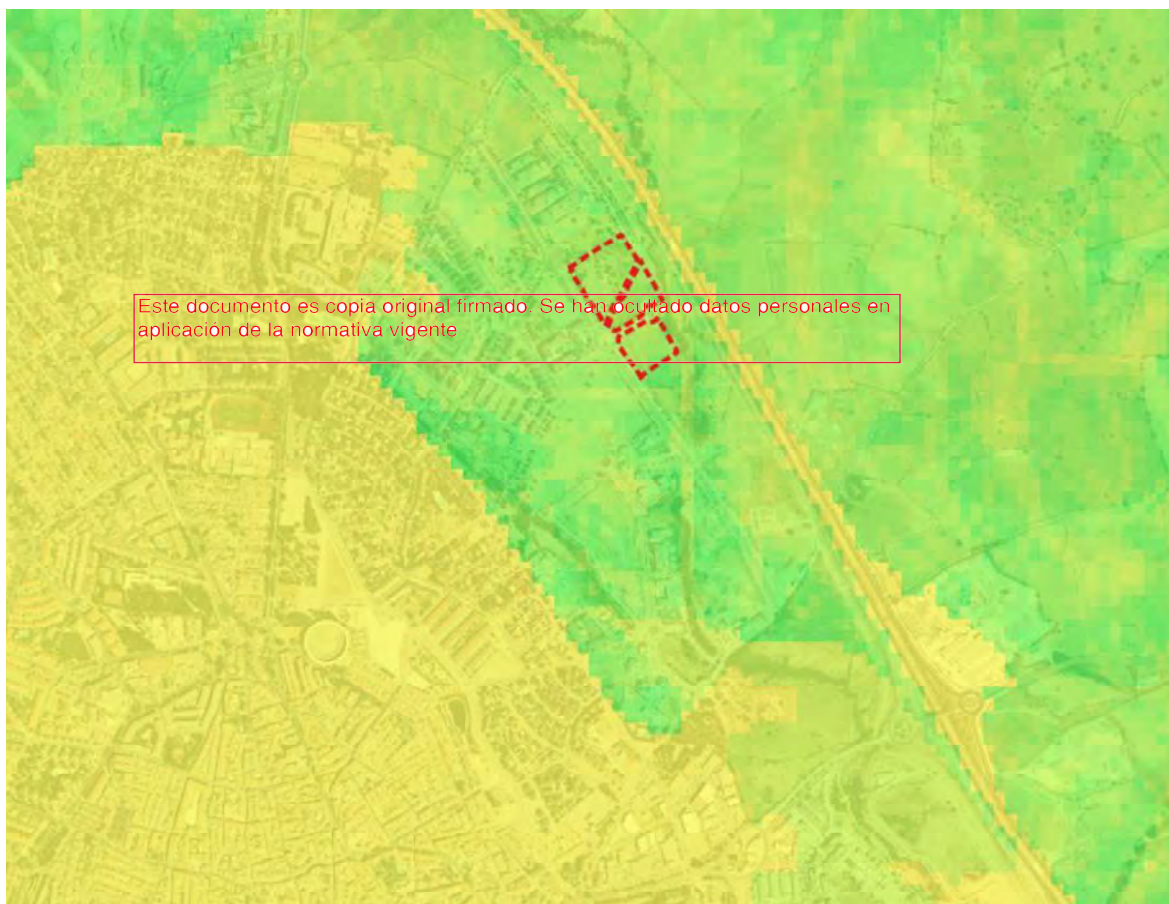 Este documento es copia original firmado. Se han ocultado datos personales en
aplicación de la normativa vigente